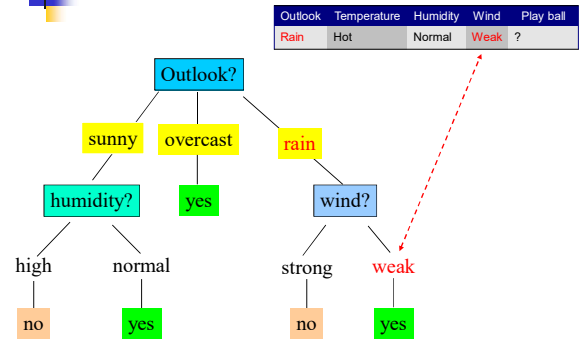 Outlook Temperature Humidity Wind Play ball
Rain Hot Normal Weak ?
Outlook?
sunny overcast rain
humidity? yes wind?
high normal strong weak
no yes no yes